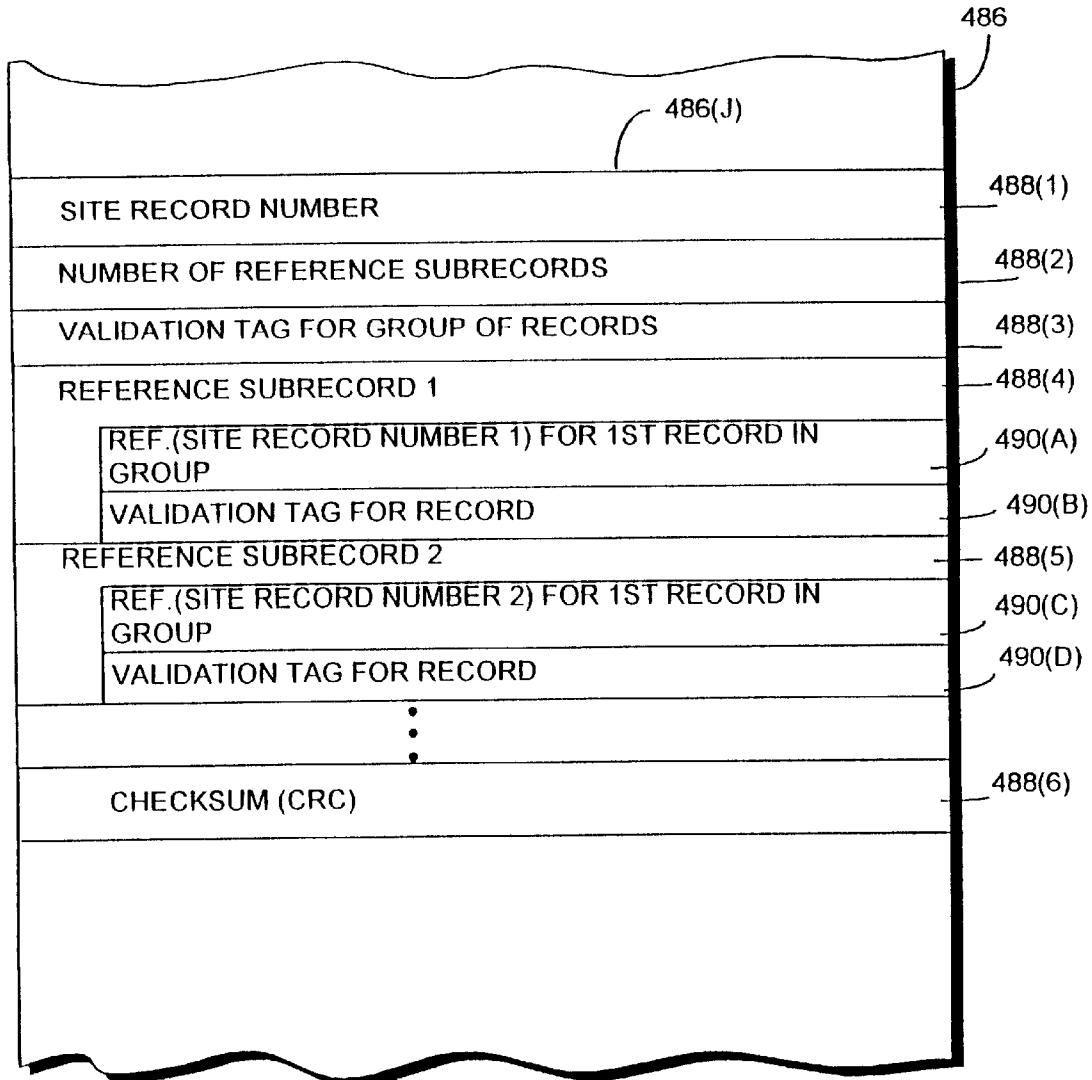 486
486(J)
SITE RECORD NUMBER
488(1)
NUMBER OF REFERENCE SUBRECORDS
488(2)
VALIDATION TAG FOR GROUP OF RECORDS
488(3)
REFERENCE SUBRECORD 1
488(4)
REF.(SITE RECORD NUMBER 1) FOR 1ST RECORD IN
GROUP
490(A)
VALIDATION TAG FOR RECORD
490(B)
REFERENCE SUBRECORD 2
488(5)
REF.(SITE RECORD NUMBER 2) FOR 1ST RECORD IN
GROUP
490(C)
VALIDATION TAG FOR RECORD
490(D)
CHECKSUM (CRC)
488(6)